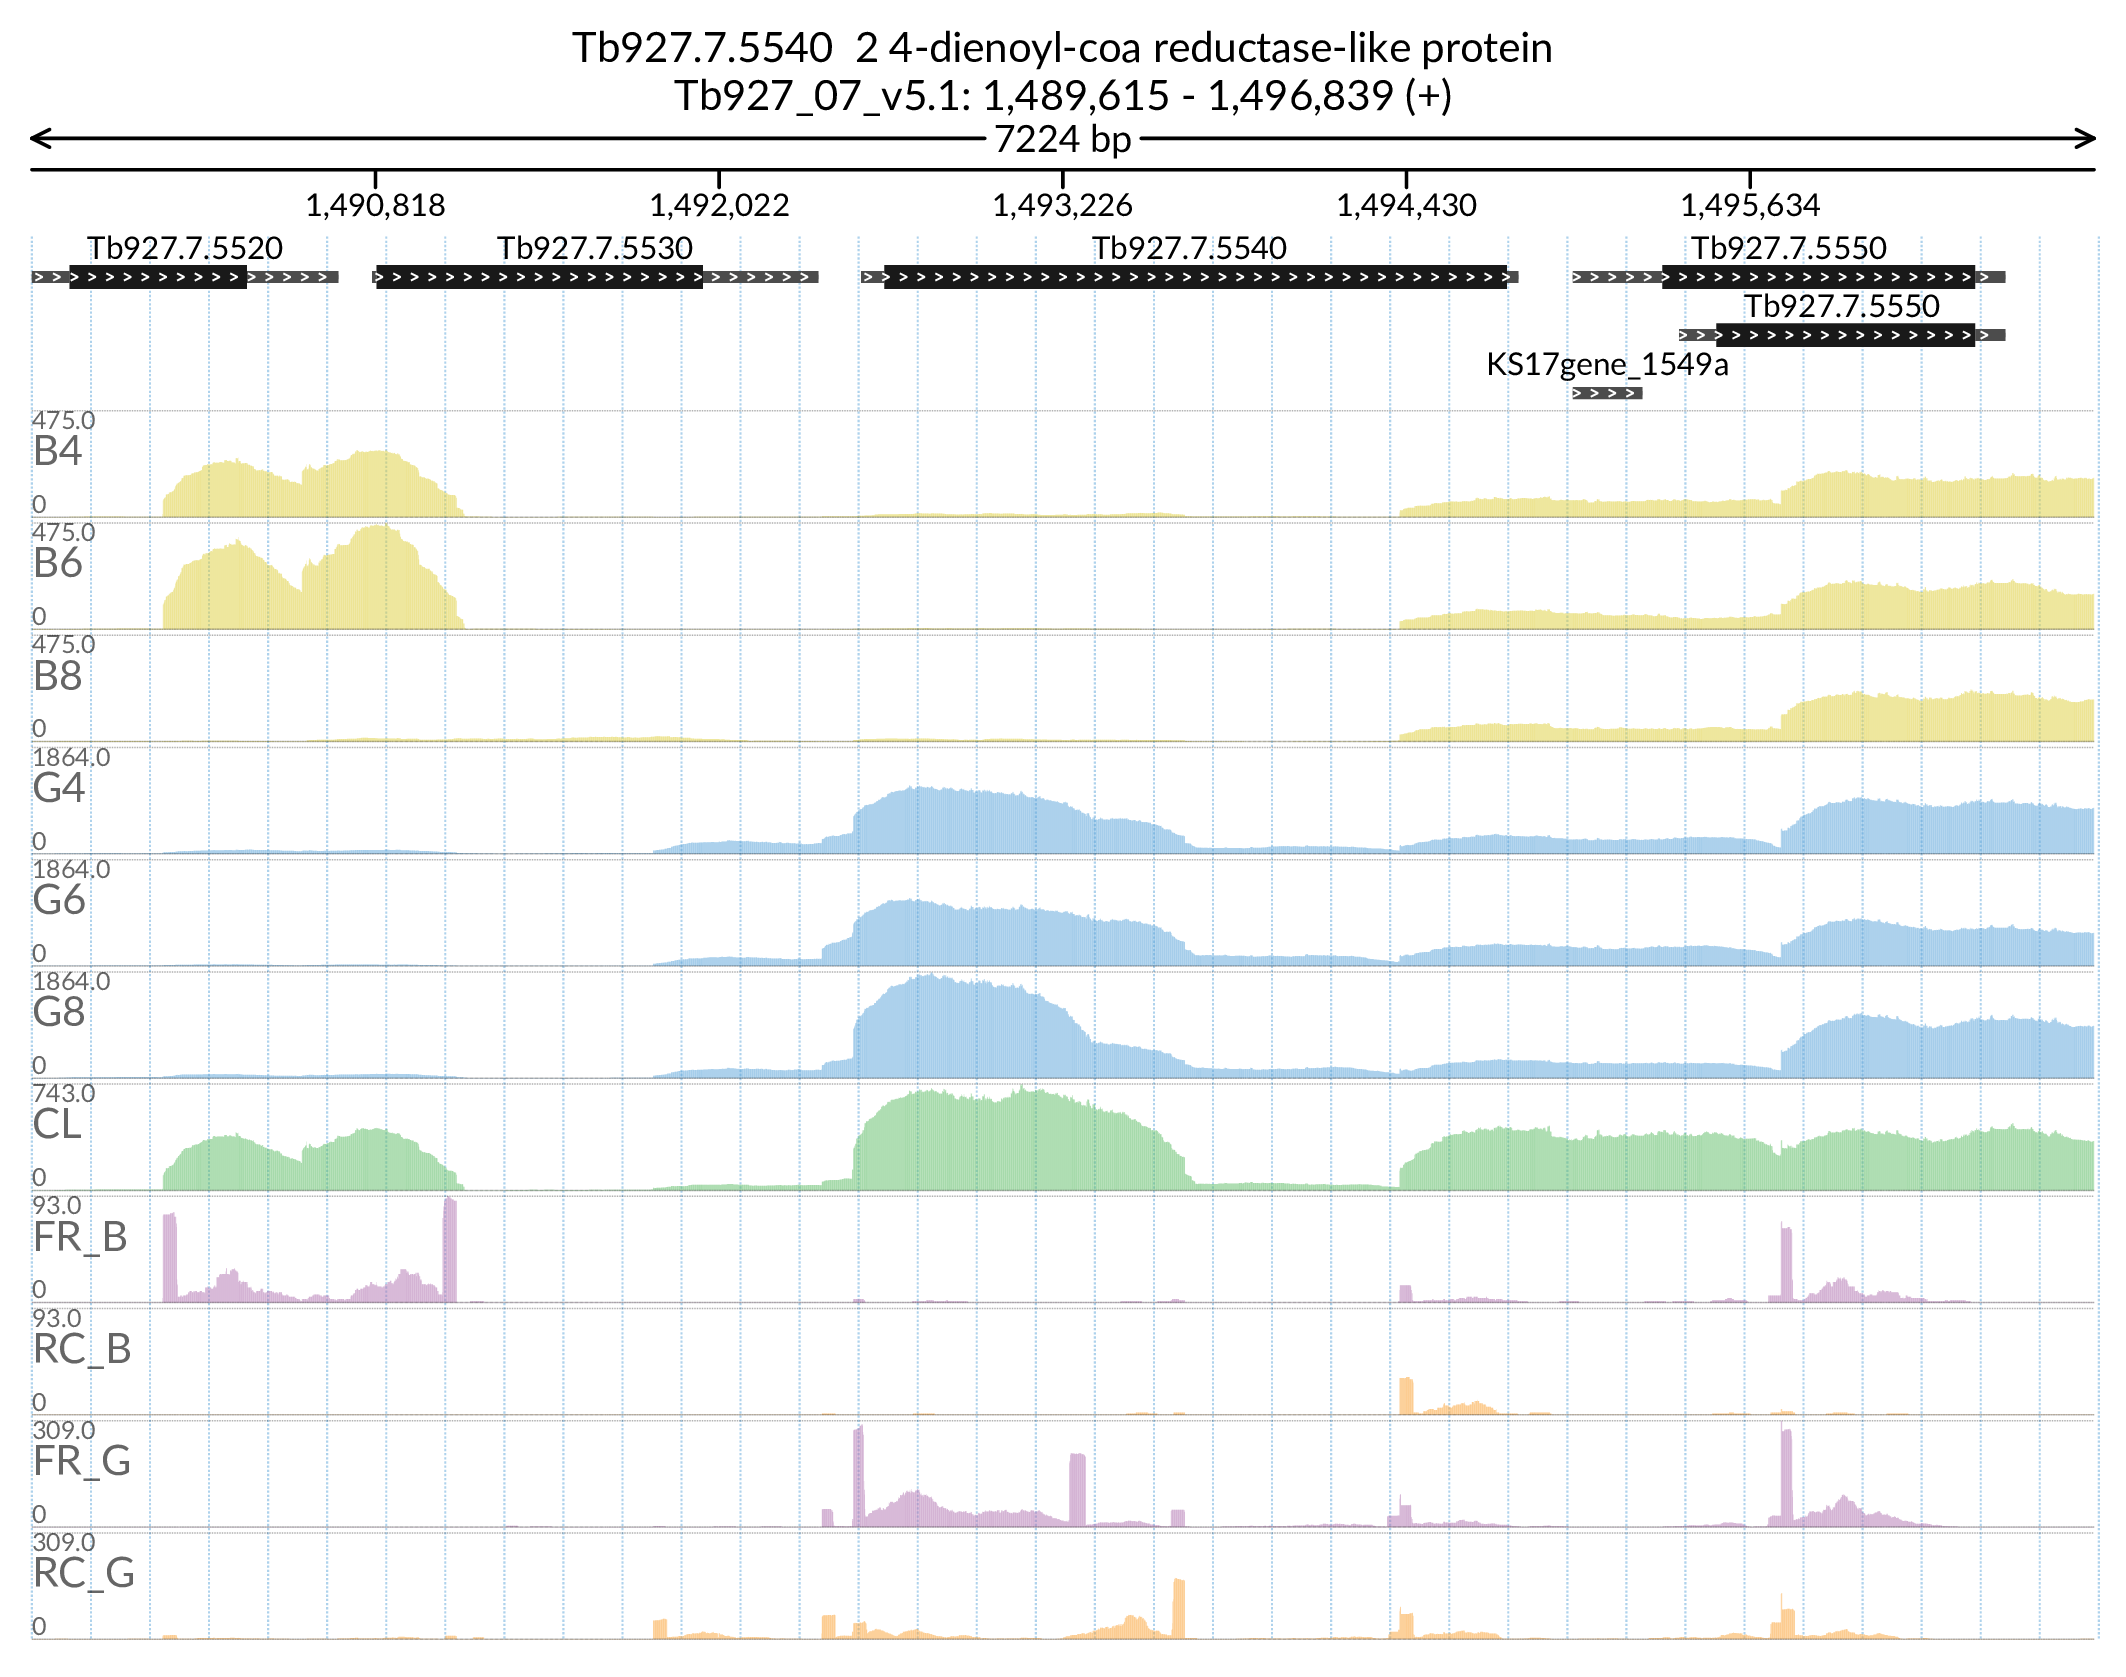 Tb927.7.5540  2 4-dienoyl-coa reductase-like protein
Tb927_07_v5.1: 1,489,615 - 1,496,839 (+)
7224 bp
1,490,818 1,492,022 1,493,226 1,494,430 1,495,634
Tb927.7.5520 Tb927.7.5530 Tb927.7.5540 Tb927.7.5550
Tb927.7.5550
KS17gene_1549a
475.0
B4
0
475.0
B6
0
475.0
B8
0
1864.0
G4
0
1864.0
G6
0
1864.0
G8
0
743.0
CL
0
93.0
FR_B
0
93.0
RC_B
0
309.0
FR_G
0
309.0
RC_G
0